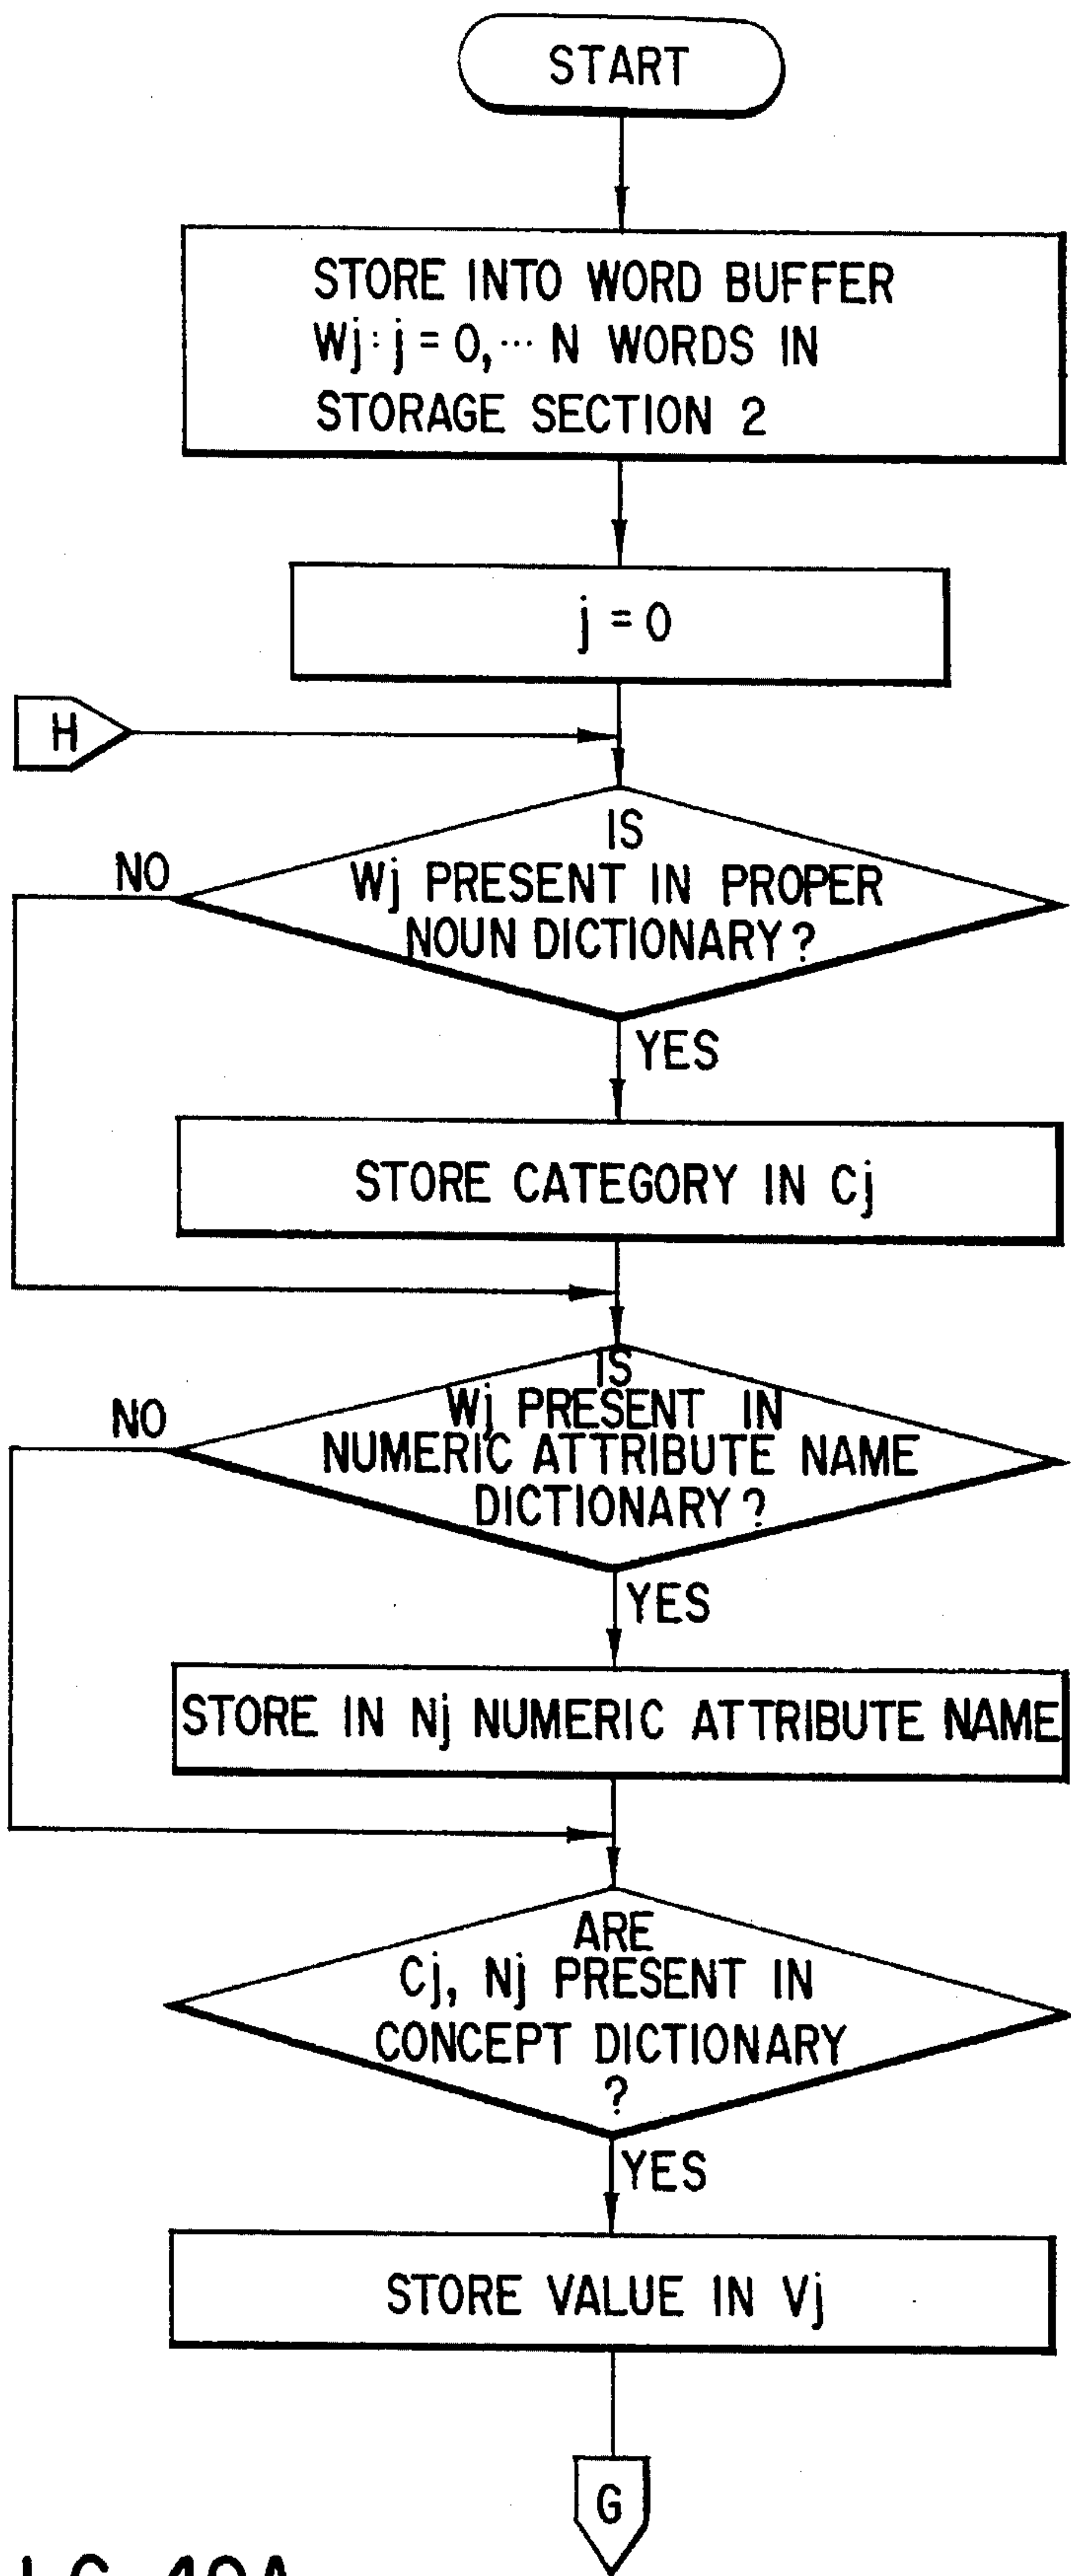 START
STORE INTO WORD BUFFER
Wj: j = 0, ··· N WORDS IN
STORAGE SECTION 2
j = 0
H
IS
Wj PRESENT IN PROPER
NOUN DICTIONARY?
NO
YES
STORE CATEGORY IN Cj
IS
Wj PRESENT IN
NUMERIC ATTRIBUTE NAME
DICTIONARY?
NO
YES
STORE IN Nj NUMERIC ATTRIBUTE NAME
ARE
Cj, Nj PRESENT IN
CONCEPT DICTIONARY
?
YES
STORE VALUE IN Vj
G